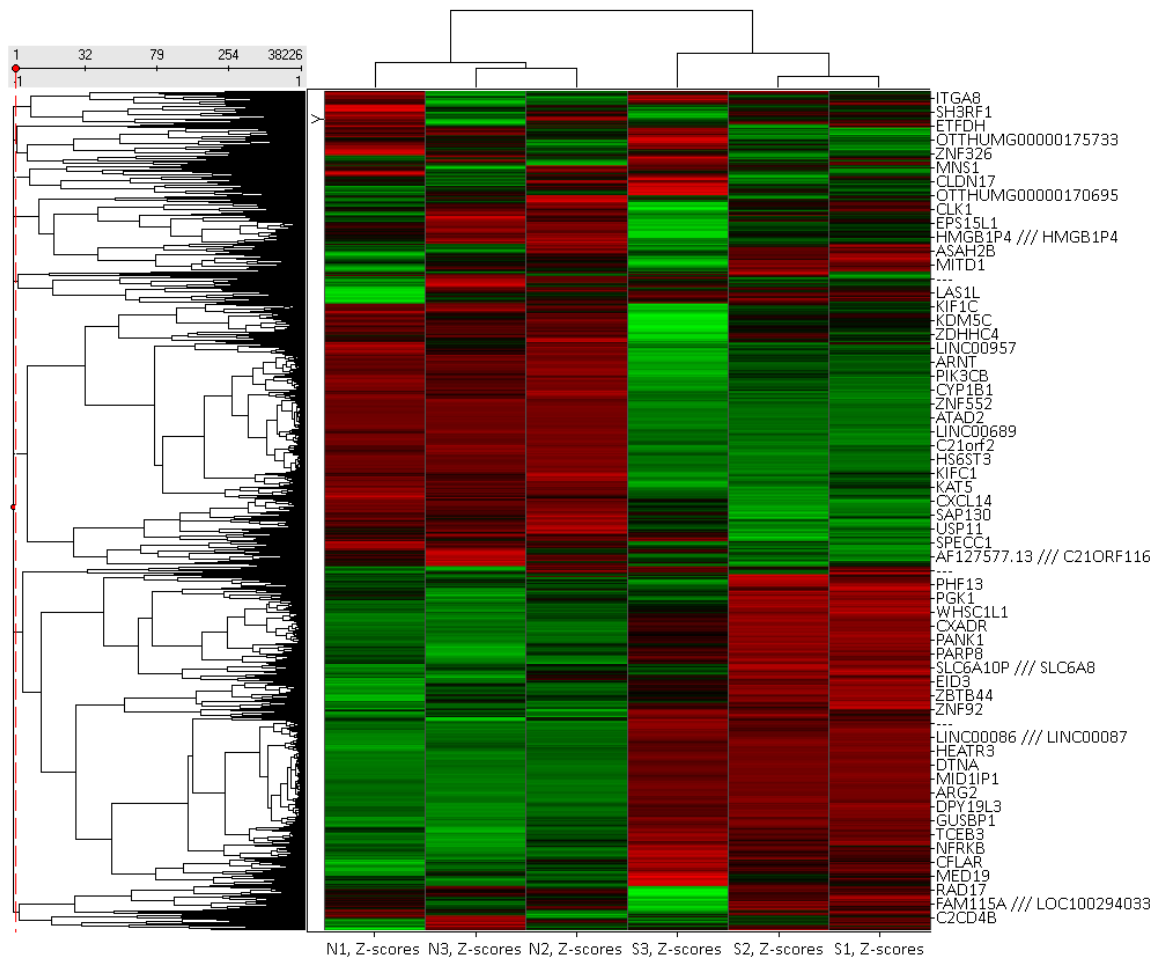 1 32 79 254 38226
1 1
Y
ITGA8
SH3RF1
ETFDH
OTTHUMG00000175733
ZNF326
MNS1
CLDN17
OTTHUMG00000170695
CLK1
EPS15L1
HMGB1P4 /// HMGB1P4
ASAH2B
MITD1
---
LAS1L
KIF1C
KDM5C
ZDHHC4
LINC00957
ARNT
PIK3CB
CYP1B1
ZNF552
ATAD2
LINC00689
C21orf2
HS6ST3
KIFC1
KAT5
CXCL14
SAP130
USP11
SPECC1
AF127577.13 /// C21ORF116
---
PHF13
PGK1
WHSC1L1
CXADR
PANK1
PARP8
SLC6A10P /// SLC6A8
EID3
ZBTB44
ZNF92
---
LINC00086 /// LINC00087
HEATR3
DTNA
MID1IP1
ARG2
DPY19L3
GUSBP1
TCEB3
NFRKB
CFLAR
MED19
RAD17
FAM115A /// LOC100294033
C2CD4B
N1, Z-scores N3, Z-scores N2, Z-scores S3, Z-scores S2, Z-scores S1, Z-scores